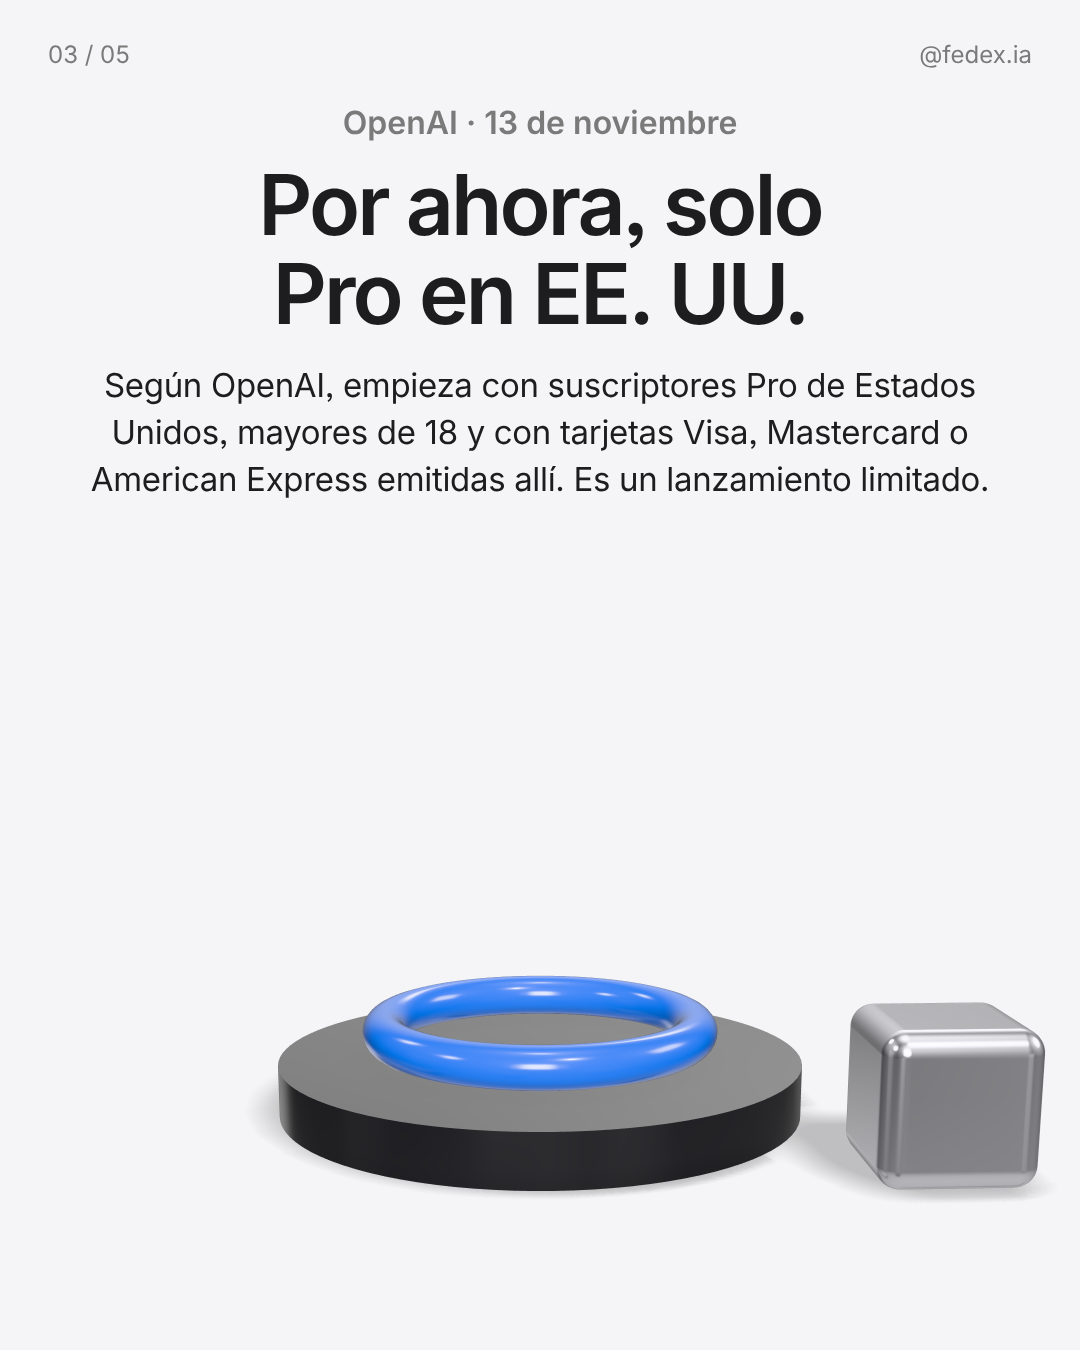 03 / 05
@fedex.ia
OpenAI · 13 de noviembre
Por ahora, solo
Pro en EE. UU.
Según OpenAI, empieza con suscriptores Pro de Estados
Unidos, mayores de 18 y con tarjetas Visa, Mastercard o
American Express emitidas allí. Es un lanzamiento limitado.